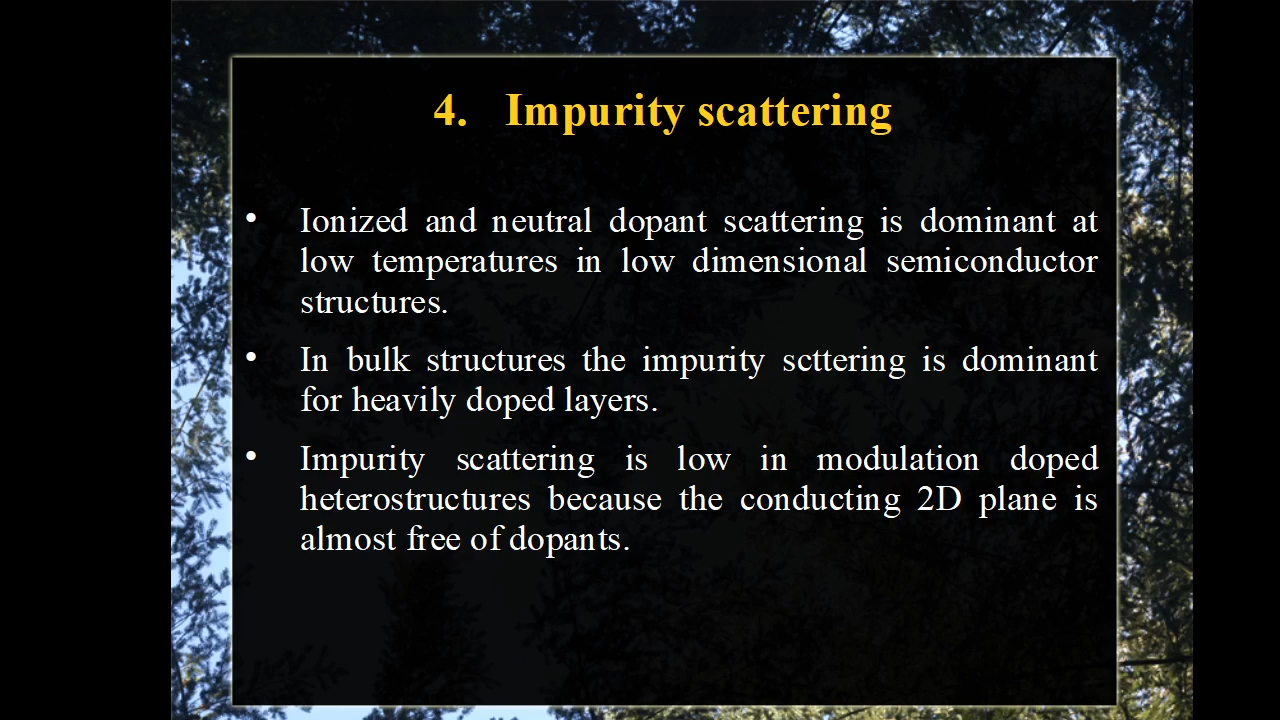 4. Impurity scattering
• Ionized and neutral dopant scattering is dominant at
low temperatures in low dimensional semiconductor
structures.
• In bulk structures the impurity scttering is dominant
for heavily doped layers.
• Impurity scattering is low in modulation doped
heterostructures because the conducting 2D plane is
almost free of dopants.